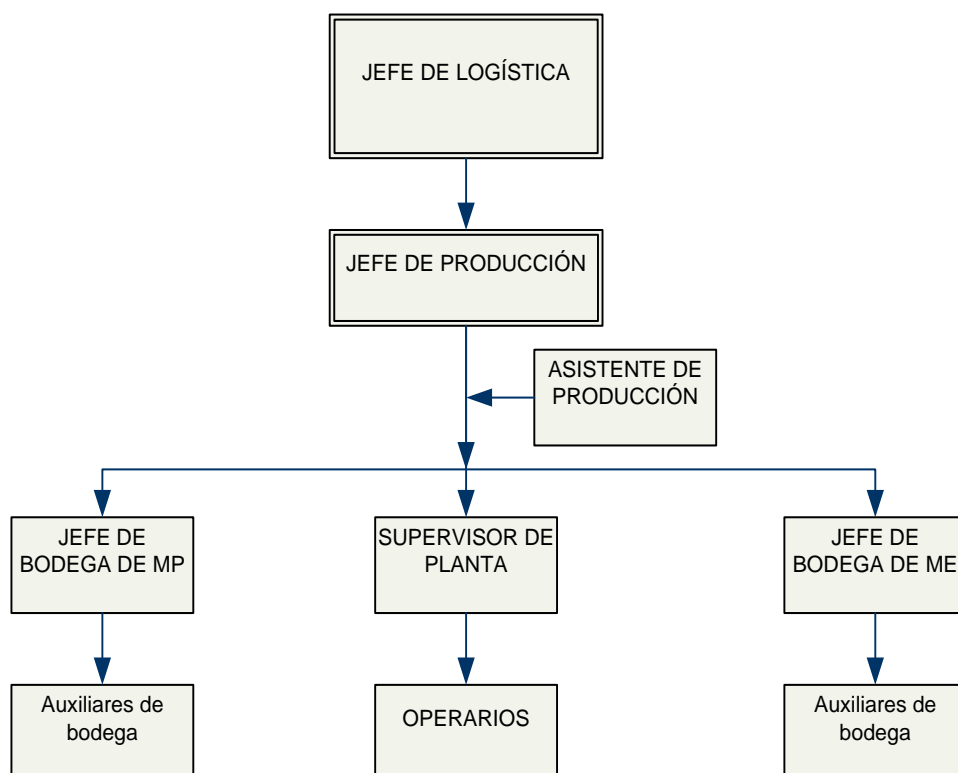 JEFE DE LOGÍSTICA
JEFE DE PRODUCCIÓN
ASISTENTE DE
PRODUCCIÓN
JEFE DE
BODEGA DE MP
SUPERVISOR DE
PLANTA
JEFE DE
BODEGA DE ME
Auxiliares de
bodega
OPERARIOS
Auxiliares de
bodega